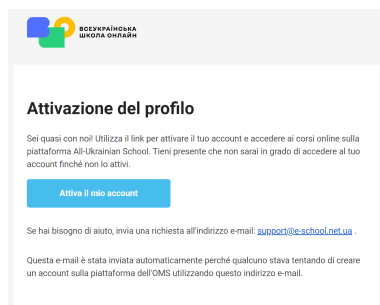 ВСЕУКРАЇНСЬКА
ШКОЛА ОНЛАЙН
Attivazione del profilo
Sei quasi con noi! Utilizza il link per attivare il tuo account e accedere ai corsi online sulla
piattaforma All-Ukrainian School. Tieni presente che non sarai in grado di accedere al tuo
account finché non lo attivi.
Attiva il mio account
Se hai bisogno di aiuto, invia una richiesta all'indirizzo e-mail: support@e-school.net.ua .
Questa e-mail è stata inviata automaticamente perché qualcuno stava tentando di creare
un account sulla piattaforma dell'OMS utilizzando questo indirizzo e-mail.